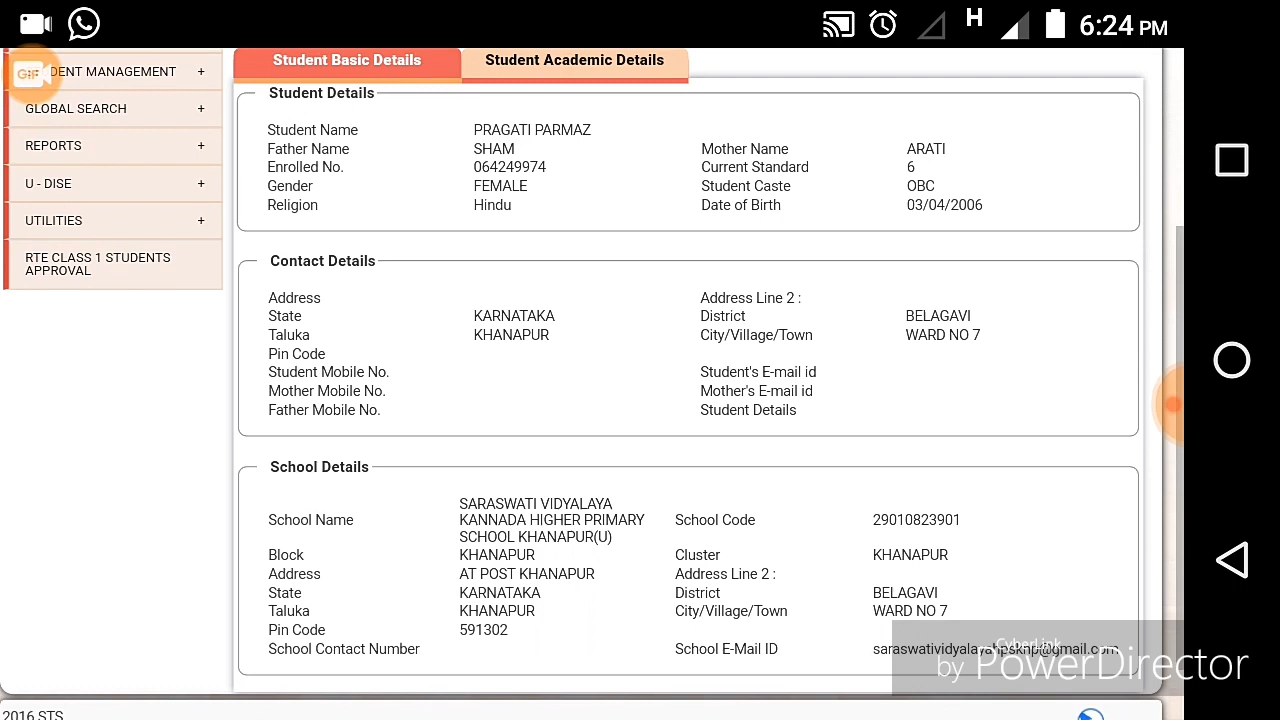 H 6:24 PM
GIF DENT MANAGEMENT +
GLOBAL SEARCH +
REPORTS +
U - DISE +
UTILITIES +
RTE CLASS 1 STUDENTS
APPROVAL
Student Basic Details Student Academic Details
Student Details
Student Name PRAGATI PARMAZ
Father Name SHAM Mother Name ARATI
Enrolled No. 064249974 Current Standard 6
Gender FEMALE Student Caste OBC
Religion Hindu Date of Birth 03/04/2006
Contact Details
Address Address Line 2 :
State KARNATAKA District BELAGAVI
Taluka KHANAPUR City/Village/Town WARD NO 7
Pin Code
Student Mobile No. Student's E-mail id
Mother Mobile No. Mother's E-mail id
Father Mobile No. Student Details
School Details
School Name SARASWATI VIDYALAYA
KANNADA HIGHER PRIMARY
SCHOOL KHANAPUR(U) School Code 29010823901
Block KHANAPUR Cluster KHANAPUR
Address AT POST KHANAPUR Address Line 2 :
State KARNATAKA District BELAGAVI
Taluka KHANAPUR City/Village/Town WARD NO 7
Pin Code 591302
School Contact Number School E-Mail ID saraswatividyalayahpsknp@gmail.com
CyberLink
by PowerDirector
2016 STS